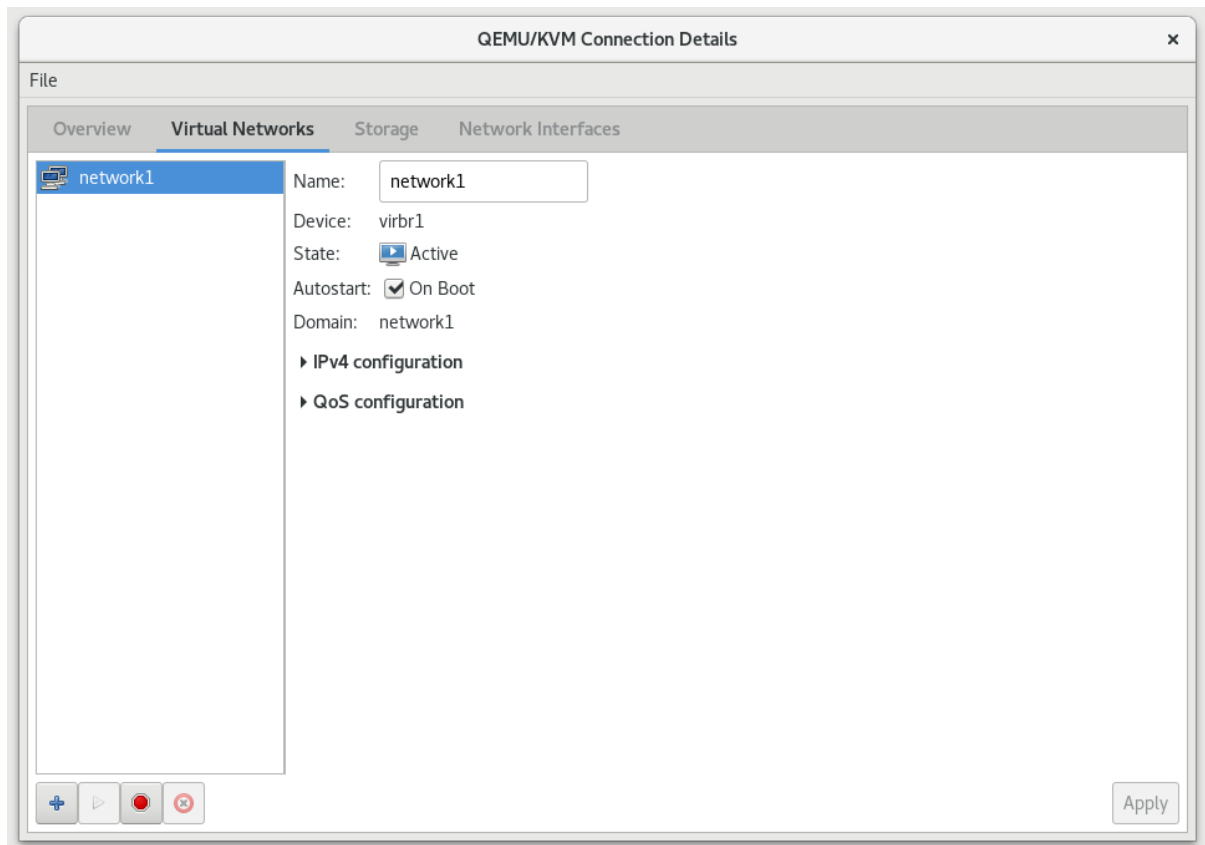 QEMU/KVM Connection Details
File
Overview Virtual Networks Storage Network Interfaces
network1
Name: network1
Device: virbr1
State: Active
Autostart: On Boot
Domain: network1
IPv4 configuration
QoS configuration
Apply